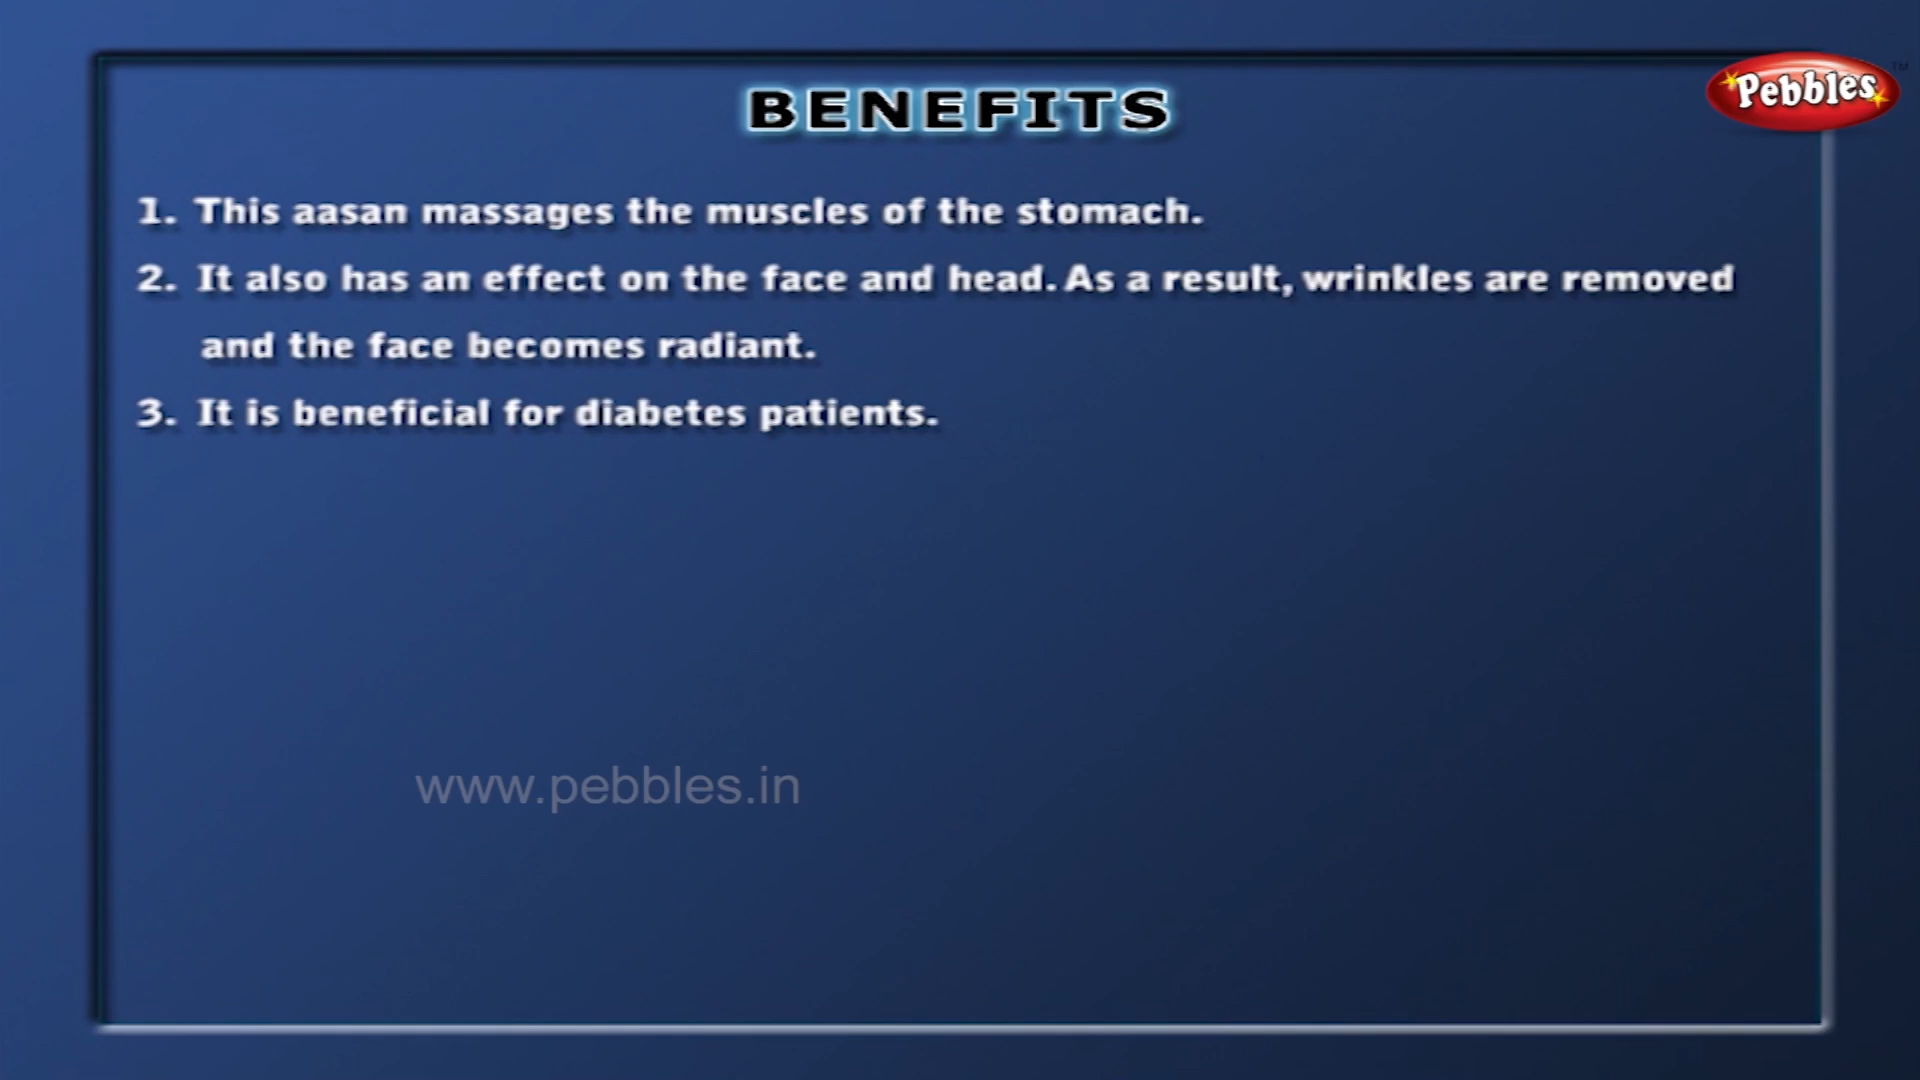 BENEFITS
Pebbles TM
1. This aasan massages the muscles of the stomach.
2. It also has an effect on the face and head. As a result, wrinkles are removed
and the face becomes radiant.
3. It is beneficial for diabetes patients.
www.pebbles.in